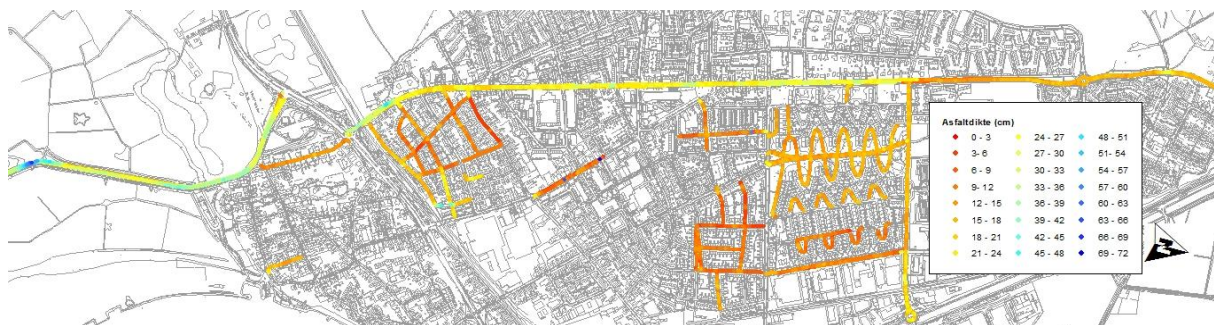 Asfaltdikte (cm)
0 - 3
3- 6
6 - 9
9 - 12
12 - 15
15 - 18
18 - 21
21 - 24
24 - 27
27 - 30
30 - 33
33 - 36
36 - 39
39 - 42
42 - 45
45 - 48
48 - 51
51- 54
54 - 57
57 - 60
60 - 63
63 - 66
66 - 69
69 - 72
N